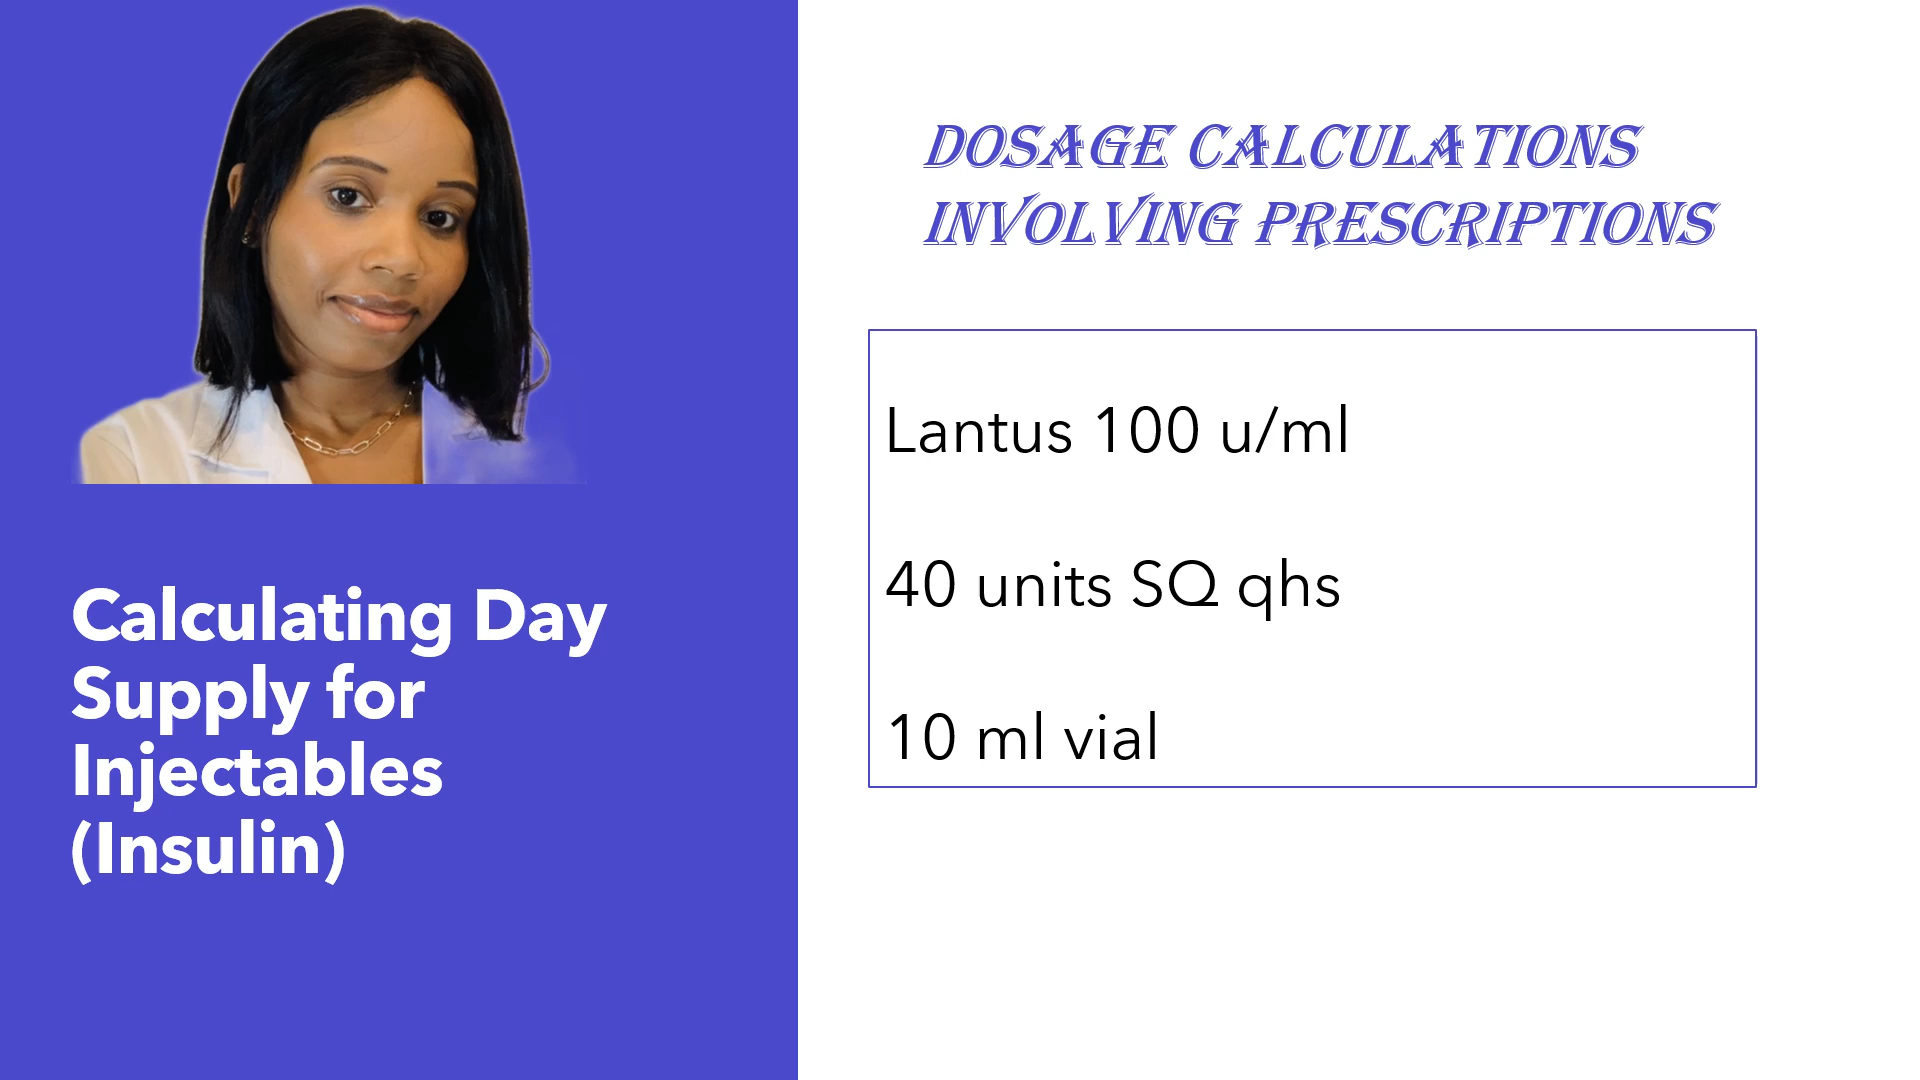 DOSAGE CALCULATIONS
INVOLVING PRESCRIPTIONS
Lantus 100 u/ml
40 units SQ qhs
10 ml vial
Calculating Day
Supply for
Injectables
(Insulin)